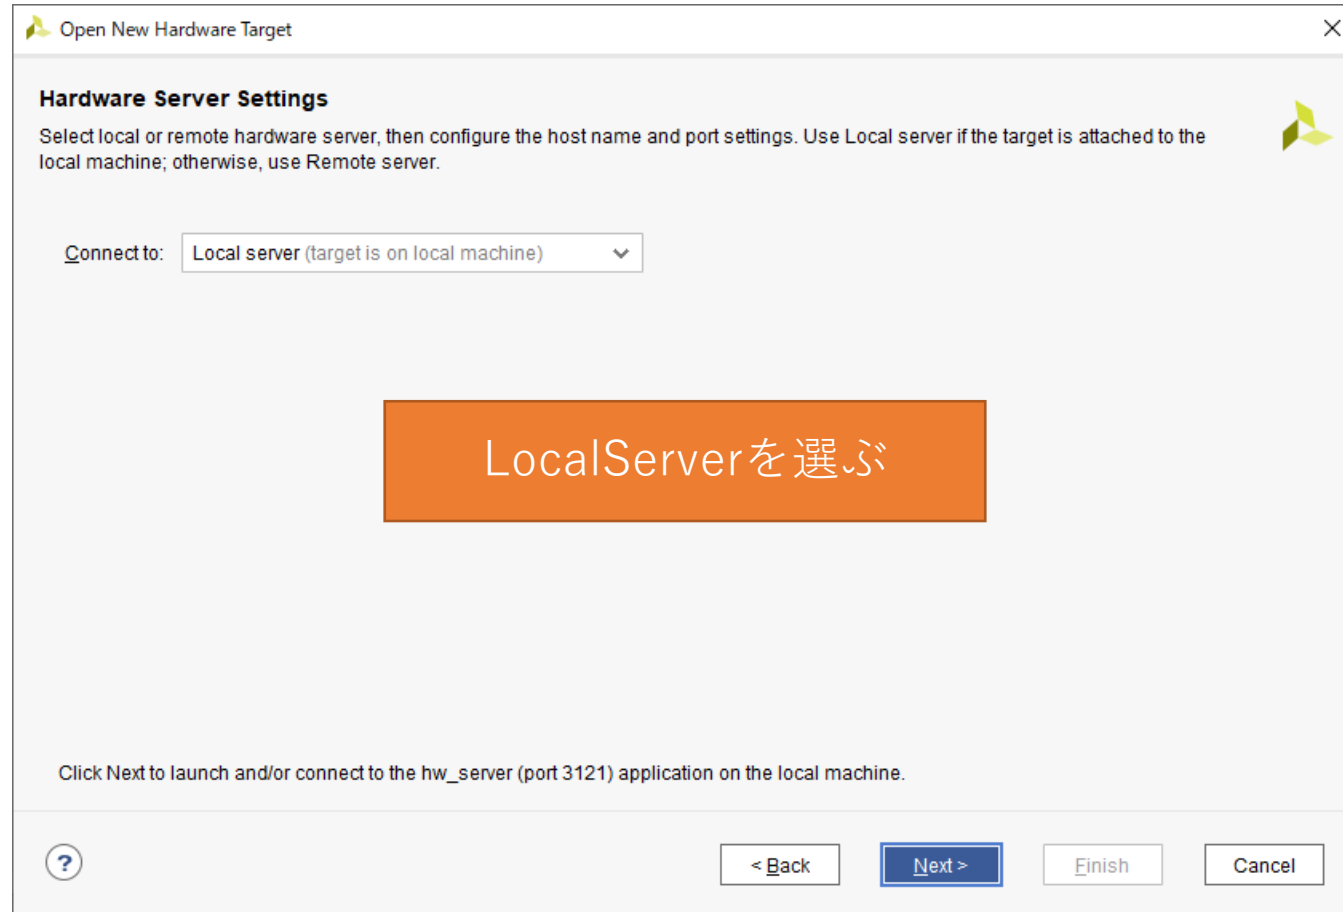 Open New Hardware Target
Hardware Server Settings
Select local or remote hardware server, then configure the host name and port settings. Use Local server if the target is attached to the
local machine; otherwise, use Remote server.
Connect to: Local server (target is on local machine)
LocalServerを選ぶ
Click Next to launch and/or connect to the hw_server (port 3121) application on the local machine.
? < Back Next > Finish Cancel